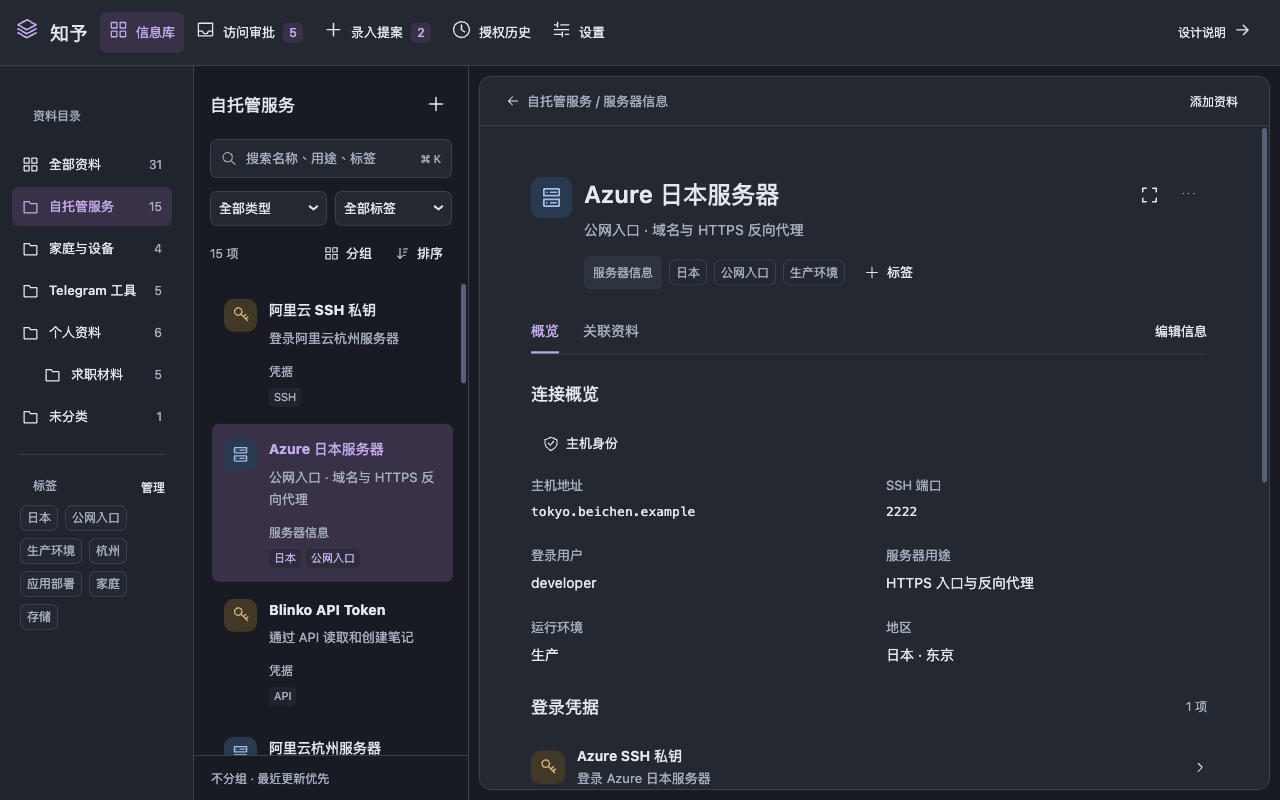 知予
信息库
访问审批 5
录入提案 2
授权历史
设置
设计说明
资料目录
全部资料 31
自托管服务 15
家庭与设备 4
Telegram 工具 5
个人资料 6
求职材料 5
未分类 1
标签 管理
日本 公网入口
生产环境 杭州
应用部署 家庭
存储
自托管服务
搜索名称、用途、标签 ⌘ K
全部类型 全部标签
15 项 分组 排序
阿里云 SSH 私钥
登录阿里云杭州服务器
凭据
SSH
Azure 日本服务器
公网入口 · 域名与 HTTPS 反
向代理
服务器信息
日本 公网入口
Blinko API Token
通过 API 读取和创建笔记
凭据
API
阿里云杭州服务器
不分组 · 最近更新优先
自托管服务 / 服务器信息 添加资料
Azure 日本服务器
公网入口 · 域名与 HTTPS 反向代理
服务器信息 日本 公网入口 生产环境 标签
概览 关联资料 编辑信息
连接概览
主机身份
主机地址 SSH 端口
tokyo.beichen.example 2222
登录用户 服务器用途
developer HTTPS 入口与反向代理
运行环境 地区
生产 日本 · 东京
登录凭据 1 项
Azure SSH 私钥
登录 Azure 日本服务器